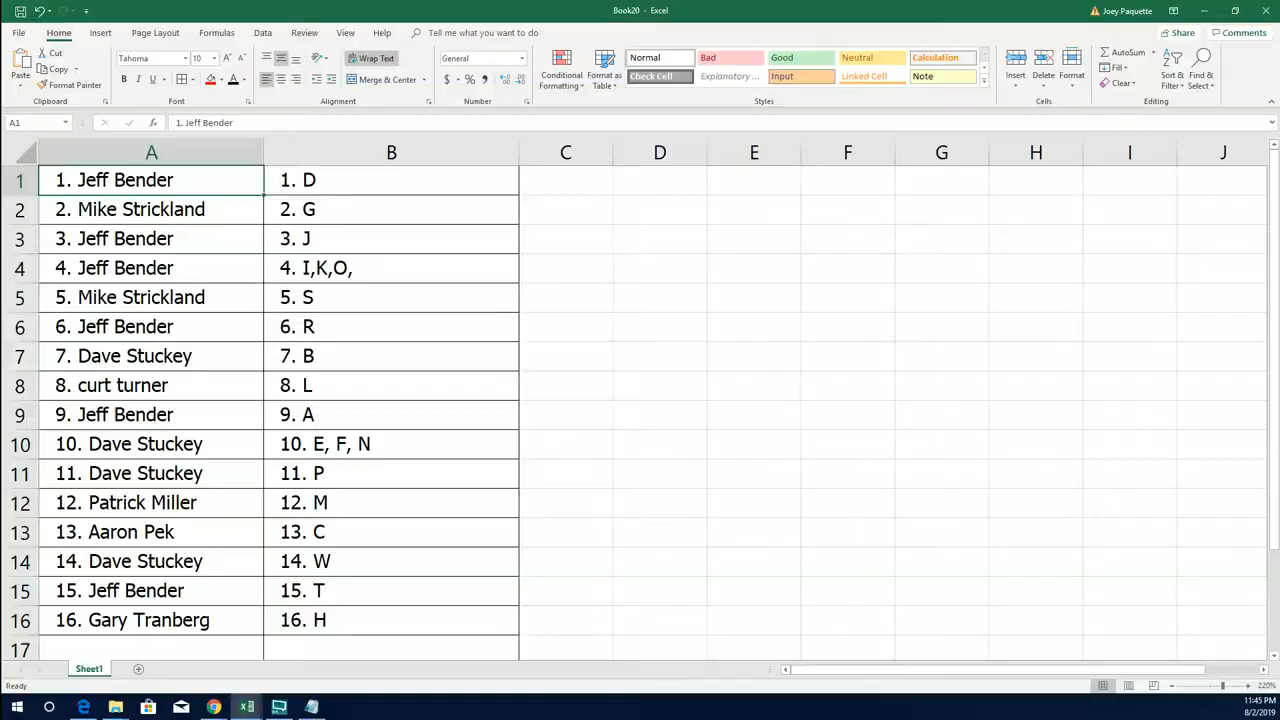 Book20 - Excel
Joey Paquette
File Home Insert Page Layout Formulas Data Review View Help Tell me what you want to do Share Comments
Paste Cut Copy Format Painter Clipboard
Tahoma 10 B I U A A Font
Wrap Text Merge & Center Alignment
General $ % , Number
Conditional Formatting Format as Table
Normal Bad Good Neutral Calculation
Check Cell Explanatory ... Input Linked Cell Note
Styles
Insert Delete Format Cells
AutoSum Fill Clear Sort & Filter Find & Select Editing
A1 fx 1. Jeff Bender
A B C D E F G H I J
1 1. Jeff Bender 1. D
2 2. Mike Strickland 2. G
3 3. Jeff Bender 3. J
4 4. Jeff Bender 4. I,K,O,
5 5. Mike Strickland 5. S
6 6. Jeff Bender 6. R
7 7. Dave Stuckey 7. B
8 8. curt turner 8. L
9 9. Jeff Bender 9. A
10 10. Dave Stuckey 10. E, F, N
11 11. Dave Stuckey 11. P
12 12. Patrick Miller 12. M
13 13. Aaron Pek 13. C
14 14. Dave Stuckey 14. W
15 15. Jeff Bender 15. T
16 16. Gary Tranberg 16. H
17
Sheet1
Ready 220%
11:45 PM
8/2/2019